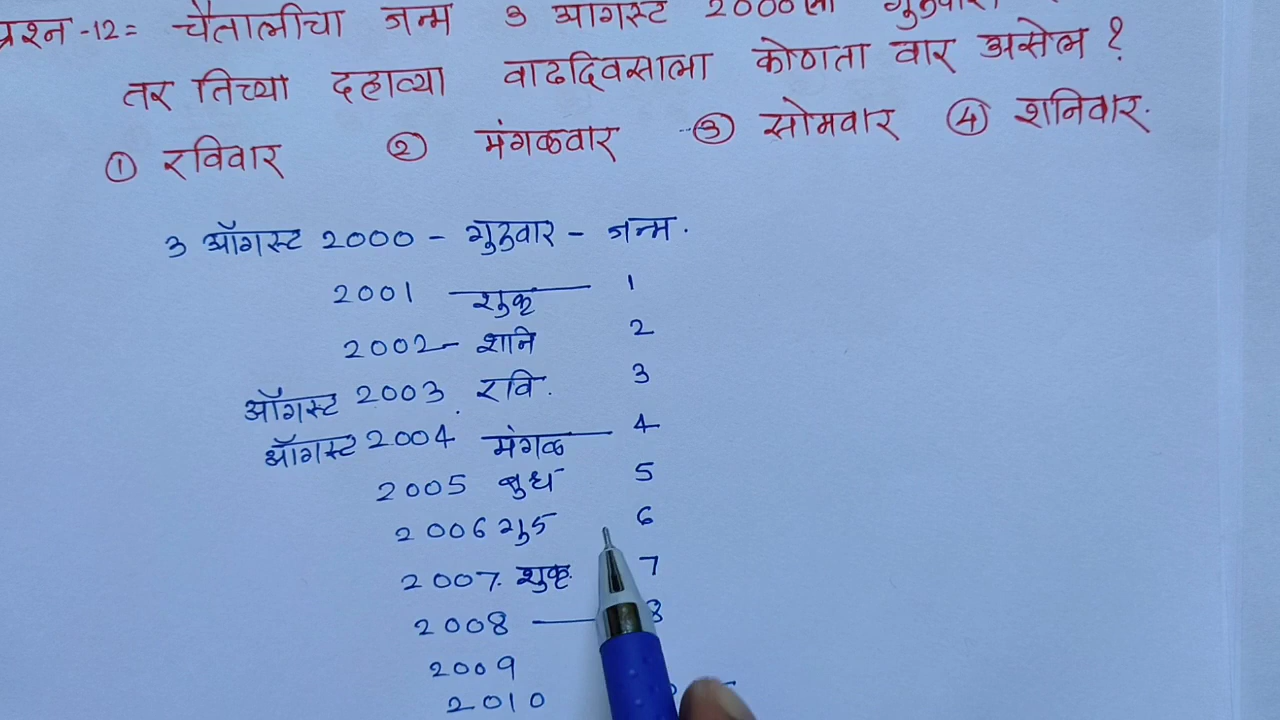 प्रश्न -12= चैतालीचा जन्म 3 आगस्ट 2000 ला गुरुवारी
तर तिच्या दहाव्या वाढदिवसाला कोणता वार असेल ?
① रविवार ② मंगळवार ③ सोमवार ④ शनिवार.
3 ऑगस्ट 2000 - गुरुवार - जन्म.
2001 शुक्र 1
2002 - शनि 2
ऑगस्ट 2003 . रवि. 3
ऑगस्ट 2004 मंगळ 4
2005 बुध 5
2006 गुरु 6
2007. शुक्र. 7
2008 — 8
2009
2010